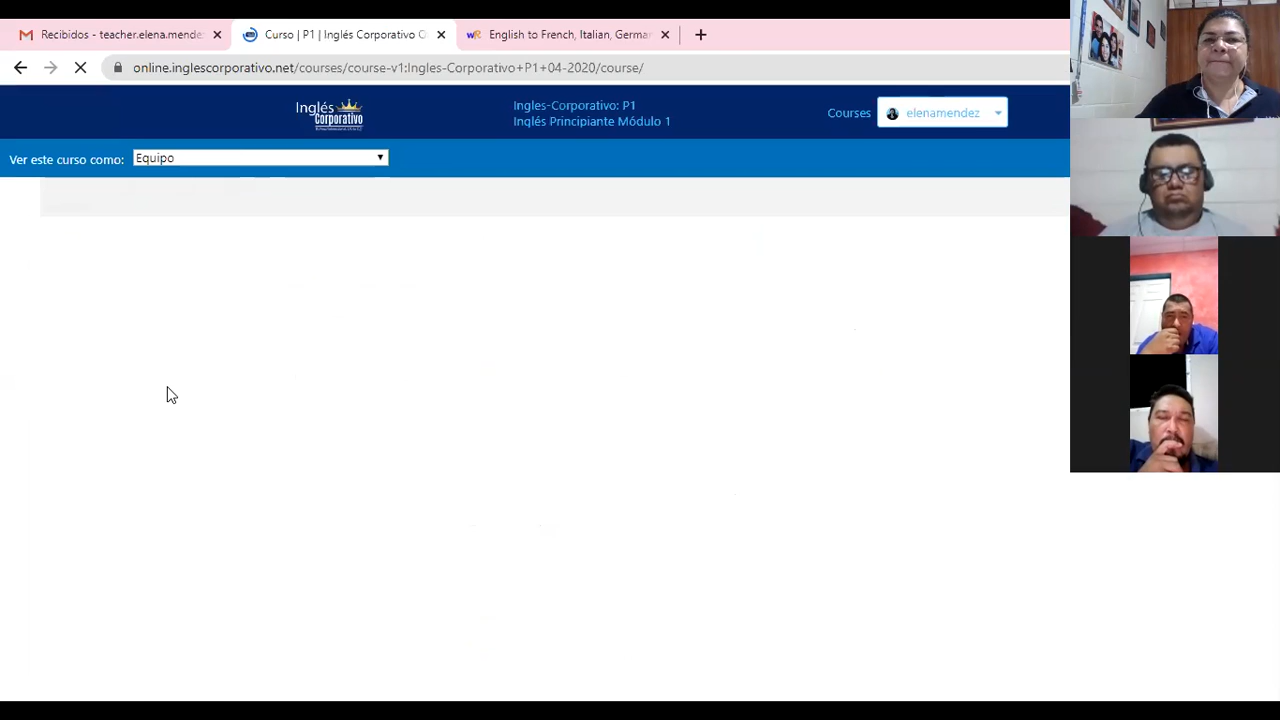 Recibidos - teacher.elena.mende
Curso | P1 | Inglés Corporativo O
wR English to French, Italian, Germar
online.inglescorporativo.net/courses/course-v1:Ingles-Corporativo+P1+04-2020/course/
Inglés
Corporativo
Ingles-Corporativo: P1
Inglés Principiante Módulo 1
Courses
elenamendez
Ver este curso como:
Equipo